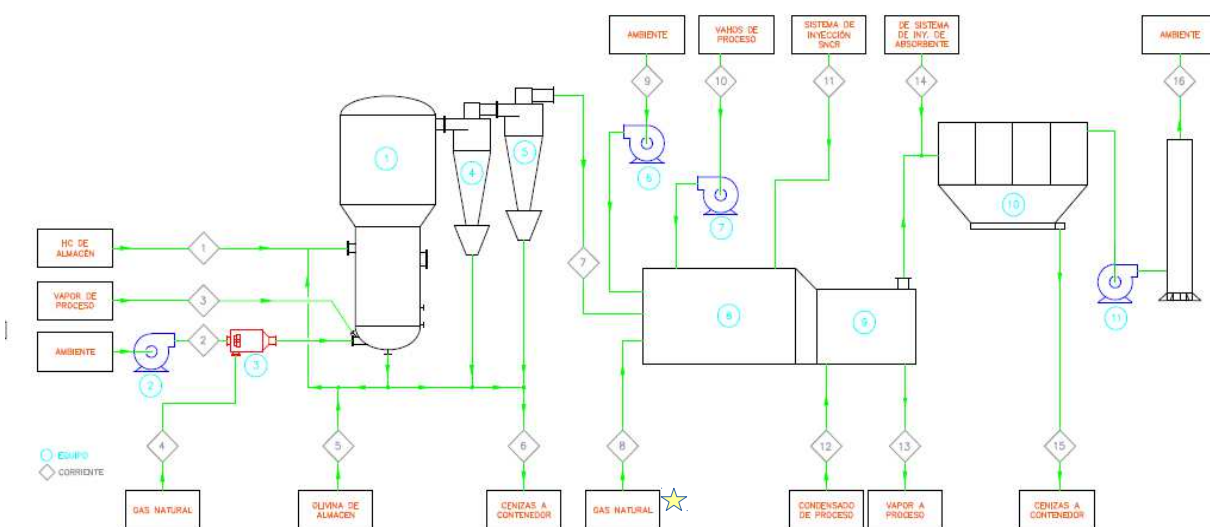 AMBIENTE
VAHOS DE
PROCESO
SISTEMA DE
INYECCIÓN
SNCR
DE SISTEMA
DE INY. DE
ABSORBENTE
AMBIENTE
9
10
11
14
16
1
4
5
6
7
10
11
HC DE
ALMACÉN
1
VAPOR DE
PROCESO
3
AMBIENTE
2
2
3
7
8
9
EQUIPO
CORRIENTE
4
5
6
8
12
13
15
GAS NATURAL
OLIVINA DE
ALMACEN
CENIZAS A
CONTENEDOR
GAS NATURAL
CONDENSADO
DE PROCESO
VAPOR A
PROCESO
CENIZAS A
CONTENEDOR